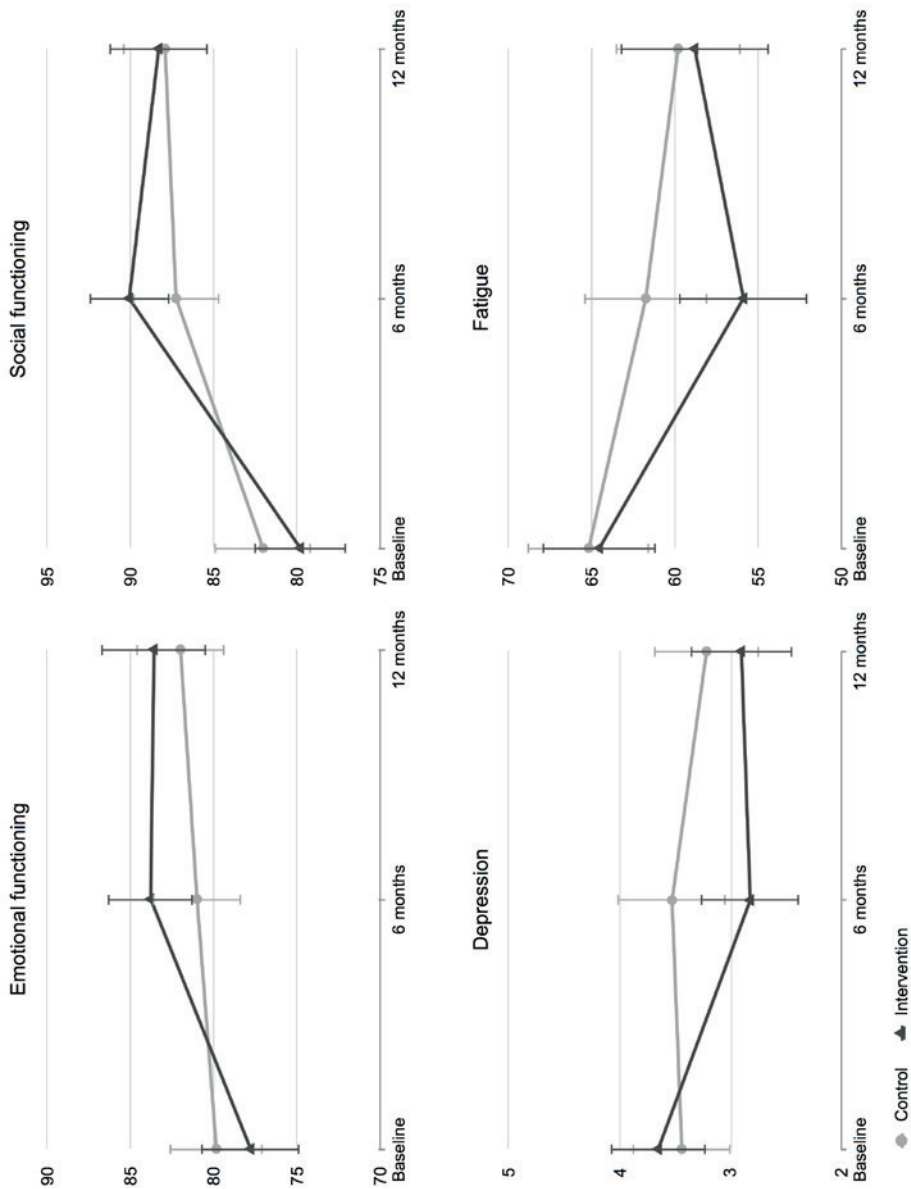 Emotional functioning
90
85
80
75
70
Baseline
6 months
12 months
Social functioning
95
90
85
80
75
Baseline
6 months
12 months
Depression
5
4
3
2
Baseline
6 months
12 months
Fatigue
70
65
60
55
50
Baseline
6 months
12 months
Control Intervention